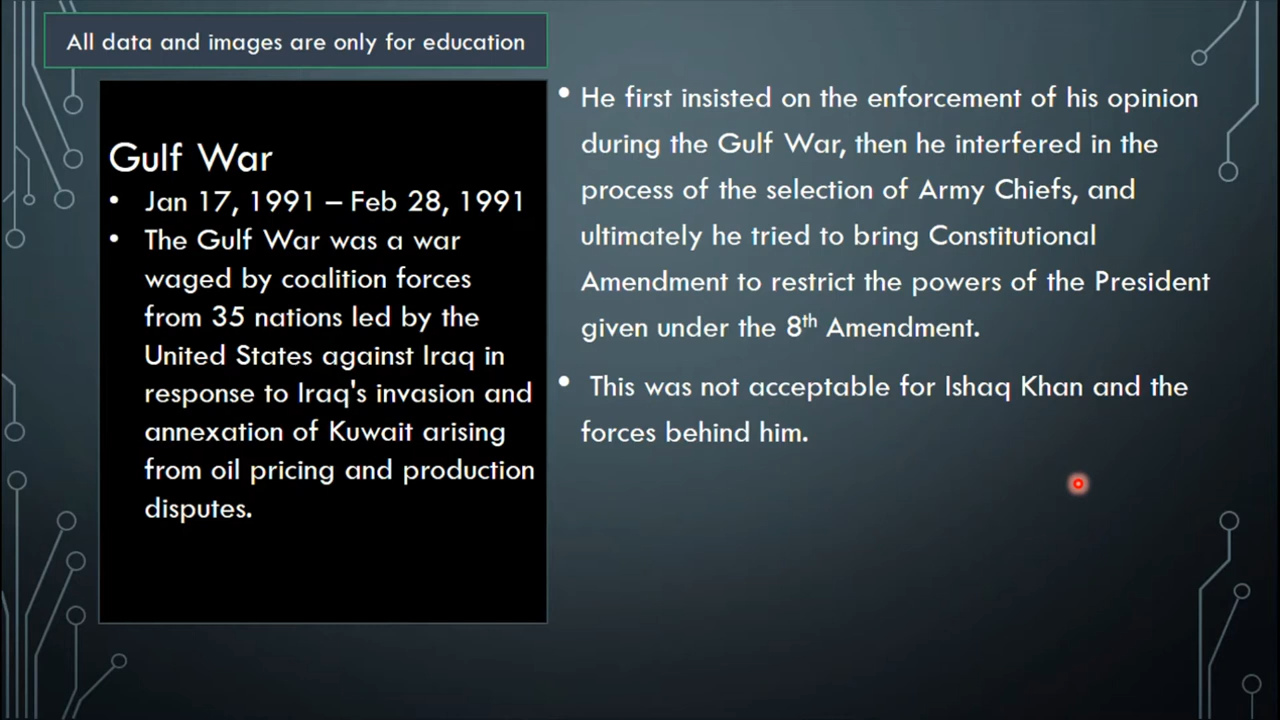 All data and images are only for education
Gulf War
• Jan 17, 1991 – Feb 28, 1991
• The Gulf War was a war
waged by coalition forces
from 35 nations led by the
United States against Iraq in
response to Iraq's invasion and
annexation of Kuwait arising
from oil pricing and production
disputes.
• He first insisted on the enforcement of his opinion
during the Gulf War, then he interfered in the
process of the selection of Army Chiefs, and
ultimately he tried to bring Constitutional
Amendment to restrict the powers of the President
given under the 8th Amendment.
• This was not acceptable for Ishaq Khan and the
forces behind him.